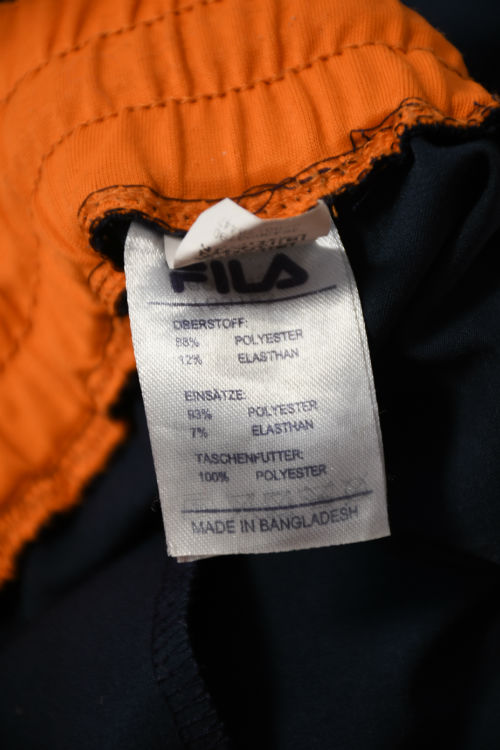 FILA
OBERSTOFF:
88% POLYESTER
12% ELASTHAN
EINSÄTZE:
93% POLYESTER
7% ELASTHAN
TASCHENFUTTER:
100% POLYESTER
MADE IN BANGLADESH